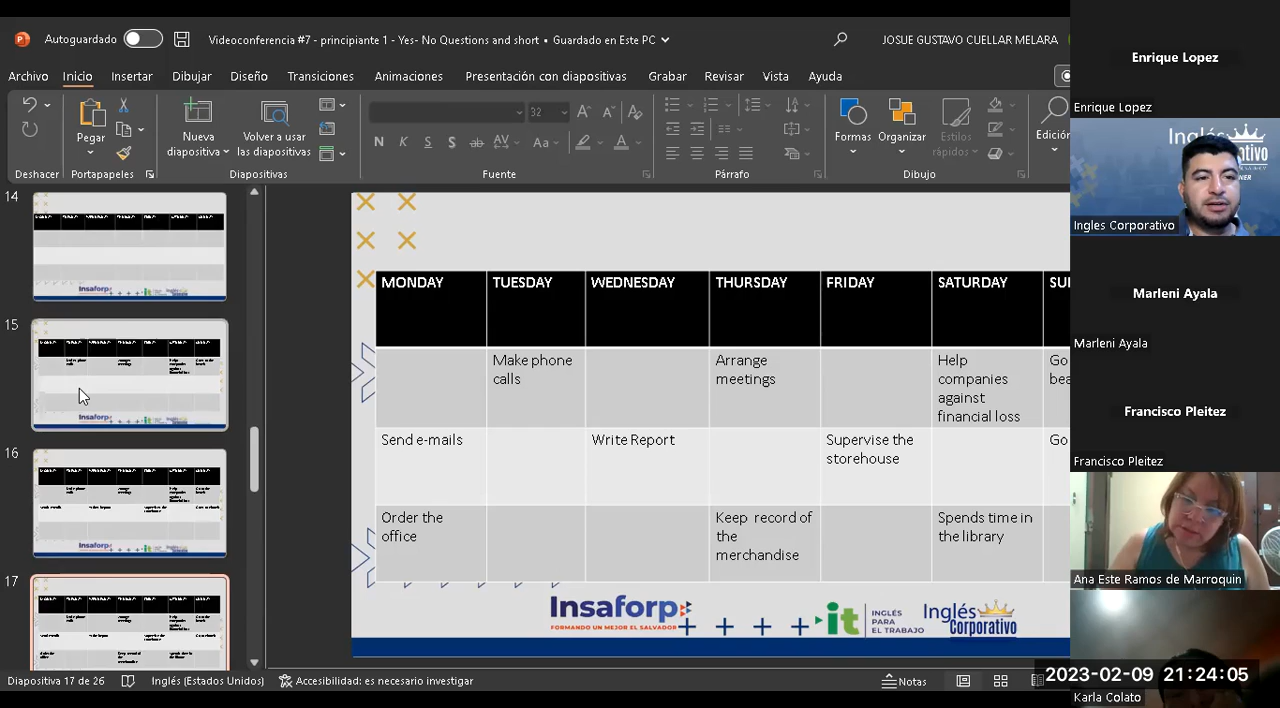 Autoguardado
Videoconferencia #7 - principiante 1 - Yes- No Questions and short • Guardado en Este PC
JOSUE GUSTAVO CUELLAR MELARA
Archivo Inicio Insertar Dibujar Diseño Transiciones Animaciones Presentación con diapositivas Grabar Revisar Vista Ayuda
32
Pegar
Nueva diapositiva
Volver a usar las diapositivas
N K S S ab AV Aa A
Formas
Organizar
Estilos rápidos
Edición
Deshacer Portapapeles Diapositivas Fuente Párrafo Dibujo
14
15
16
17
MONDAY TUESDAY WEDNESDAY THURSDAY FRIDAY SATURDAY
Make phone calls
Arrange meetings
Help companies against financial loss
Go
Send e-mails
Write Report
Supervise the storehouse
Go
Order the office
Keep record of the merchandise
Spends time in the library
Insaforp
FORMANDO UN MEJOR EL SALVADOR
it
INGLÉS
PARA
EL TRABAJO
Inglés
Corporativo
Diapositiva 17 de 26
Inglés (Estados Unidos)
Accesibilidad: es necesario investigar
Notas
Enrique Lopez
Enrique Lopez
Ingles Corporativo
Marleni Ayala
Marleni Ayala
Francisco Pleitez
Francisco Pleitez
Ana Este Ramos de Marroquin
2023-02-09 21:24:05
Karla Colato